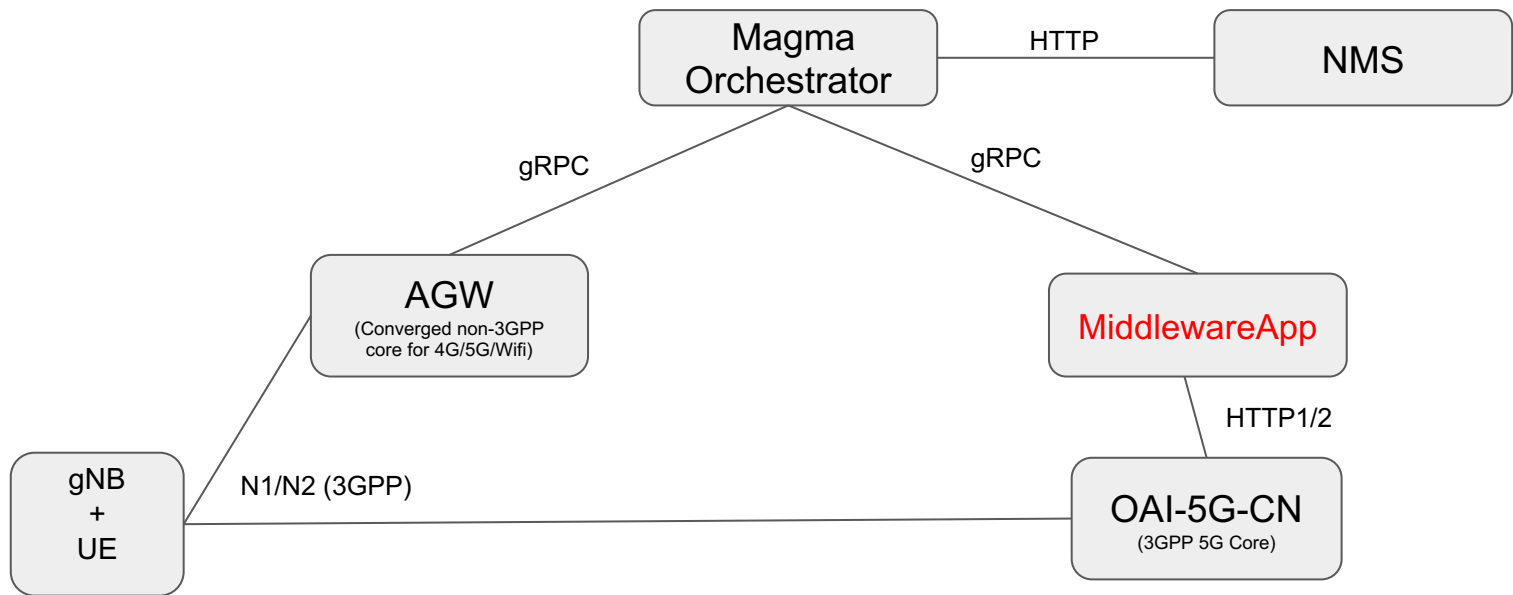 Magma
Orchestrator
HTTP
NMS
gRPC
gRPC
AGW
(Converged non-3GPP
core for 4G/5G/Wifi)
MiddlewareApp
HTTP1/2
gNB
+
UE
N1/N2 (3GPP)
OAI-5G-CN
(3GPP 5G Core)